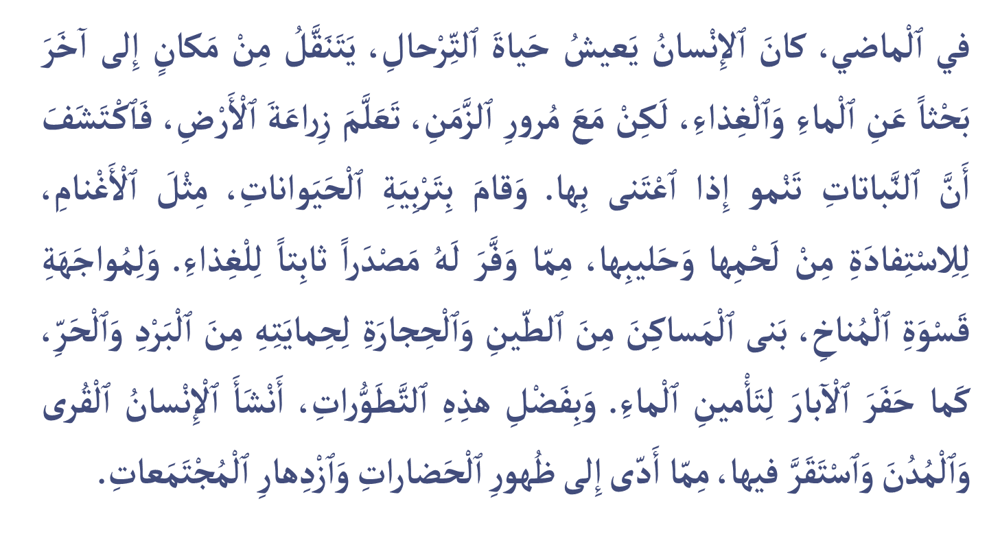 في ٱلْماضي، كانَ ٱلإِنْسانُ يَعيشُ حَياةَ ٱلتِّرْحالِ، يَتَنَقَّلُ مِنْ مَكانٍ إِلى آخَرَ
بَحْثاً عَنِ ٱلْماءِ وَٱلْغِذاءِ، لَكِنْ مَعَ مُرورِ ٱلزَّمَنِ، تَعَلَّمَ زِراعَةَ ٱلْأَرْضِ، فَٱكْتَشَفَ
أَنَّ ٱلنَّباتاتِ تَنْمو إِذا ٱعْتَنى بِها. وَقامَ بِتَرْبِيَةِ ٱلْحَيَواناتِ، مِثْلَ ٱلْأَغْنامِ،
لِلِاسْتِفادَةِ مِنْ لَحْمِها وَحَليبِها، مِمّا وَفَّرَ لَهُ مَصْدَراً ثابِتاً لِلْغِذاءِ. وَلِمُواجَهَةِ
قَسْوَةِ ٱلْمُناخِ، بَنى ٱلْمَساكِنَ مِنَ ٱلطّينِ وَٱلْحِجارَةِ لِحِمايَتِهِ مِنَ ٱلْبَرْدِ وَٱلْحَرِّ،
كَما حَفَرَ ٱلْآبارَ لِتَأْمينِ ٱلْماءِ. وَبِفَضْلِ هذِهِ ٱلتَّطَوُّراتِ، أَنْشَأَ ٱلْإِنْسانُ ٱلْقُرى
وَٱلْمُدُنَ وَٱسْتَقَرَّ فيها، مِمّا أَدّى إِلى ظُهورِ ٱلْحَضاراتِ وَٱزْدِهارِ ٱلْمُجْتَمَعاتِ.